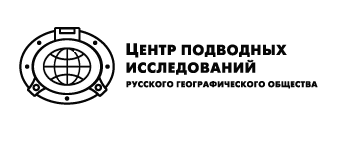 Центр подводных
исследований
русского географического общества